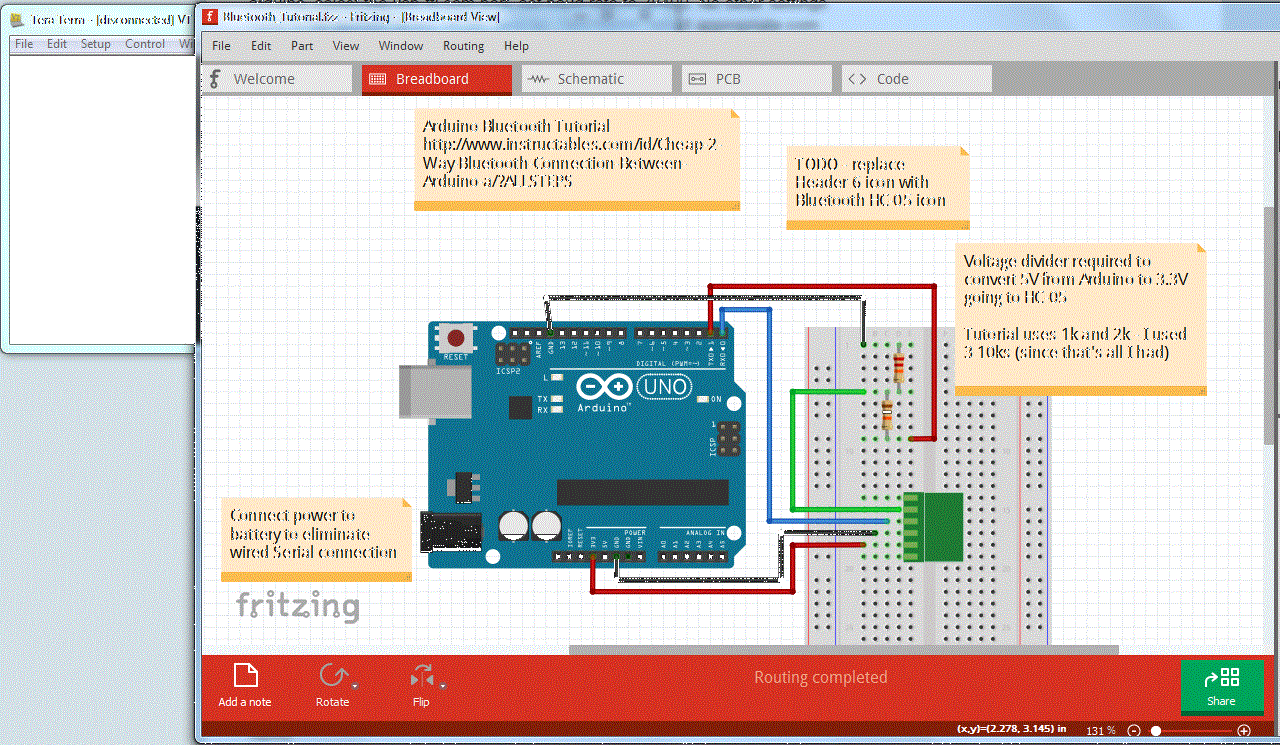 Tera Term - [disconnected] VT
File Edit Setup Control Wi
Bluetooth_Tutorial.fzz - Fritzing - [Breadboard View]
File Edit Part View Window Routing Help
Welcome Breadboard Schematic PCB Code
Arduino Bluetooth Tutorial
http://www.instructables.com/id/Cheap-2-
Way-Bluetooth-Connection-Between-
Arduino-a/?ALLSTEPS
TODO - replace
Header 6 icon with
Bluetooth HC-05 icon
Voltage divider required to
convert 5V from Arduino to 3.3V
going to HC-05
Tutorial uses 1k and 2k - I used
3 10ks (since that's all I had)
RESET
ICSP2
AREF
GND
13
12
~11
~10
~9
8
7
~6
~5
4
~3
2
TX0 1
RX0 0
DIGITAL (PWM=~)
L
TX
RX
UNO
Arduino
ON
1
ICSP
POWER
ANALOG IN
IOREF
RESET
3V3
5V
GND
GND
VIN
A0
A1
A2
A3
A4
A5
Connect power to
battery to eliminate
wired Serial connection
fritzing
Add a note
Rotate
Flip
Routing completed
Share
(x,y)=(2.278, 3.145) in 131 %